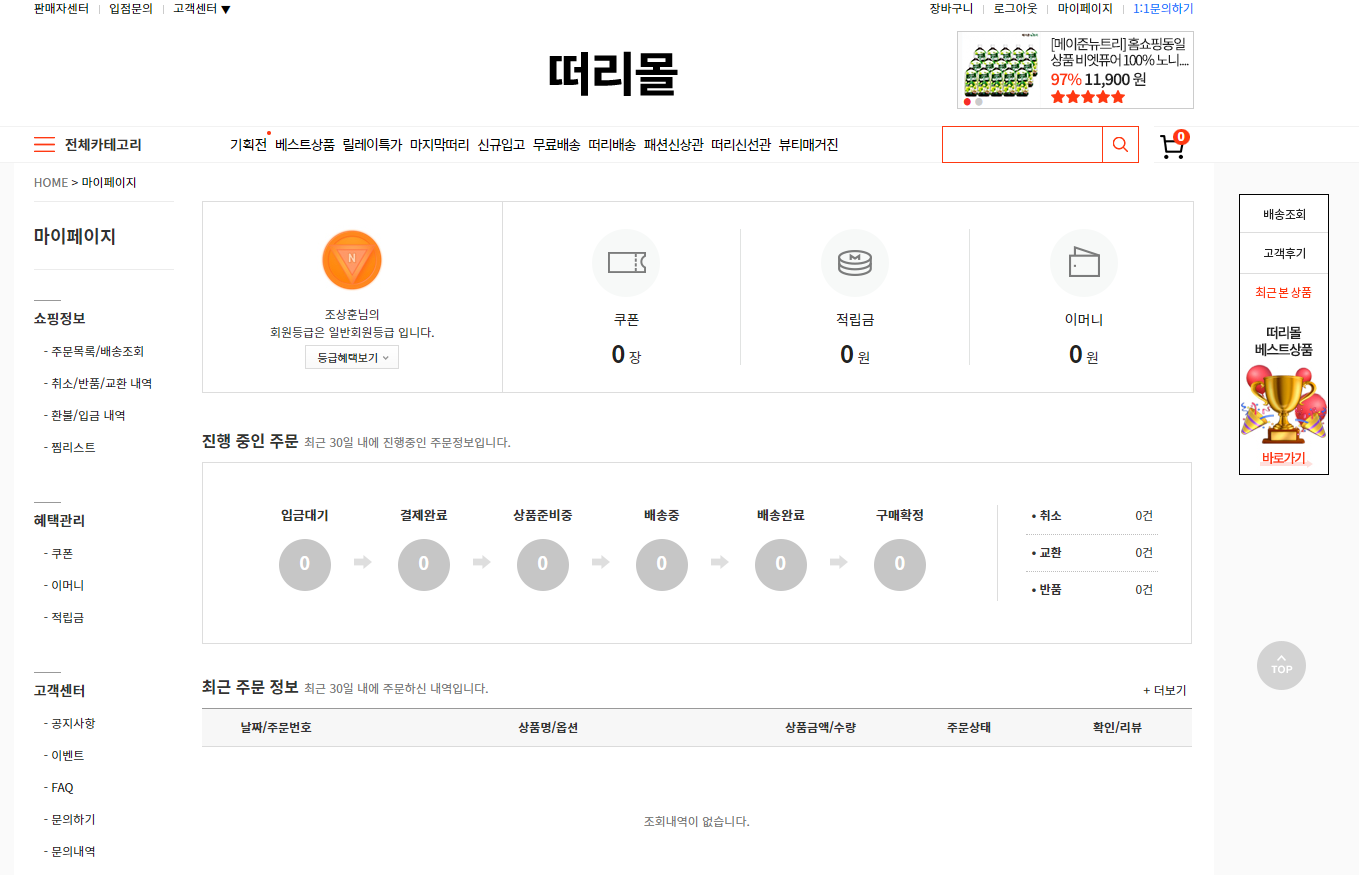 판매자센터 입점문의 고객센터 ▼
장바구니 로그아웃 마이페이지 1:1문의하기
떠리몰
[메이준뉴트리] 홈쇼핑동일
상품 비엣퓨어 100% 노니....
97% 11,900 원
전체카테고리
기획전 베스트상품 릴레이특가 마지막떠리 신규입고 무료배송 떠리배송 패션신상관 떠리신선관 뷰티매거진
0
HOME > 마이페이지
마이페이지
쇼핑정보
- 주문목록/배송조회
- 취소/반품/교환 내역
- 환불/입금 내역
- 찜리스트
혜택관리
- 쿠폰
- 이머니
- 적립금
고객센터
- 공지사항
- 이벤트
- FAQ
- 문의하기
- 문의내역
N
조상훈님의
회원등급은 일반회원등급 입니다.
등급혜택보기
쿠폰
0 장
M
적립금
0 원
이머니
0 원
진행 중인 주문 최근 30일 내에 진행중인 주문정보입니다.
입금대기 결제완료 상품준비중 배송중 배송완료 구매확정
0 0 0 0 0 0
• 취소 0건
• 교환 0건
• 반품 0건
최근 주문 정보 최근 30일 내에 주문하신 내역입니다.
+ 더보기
날짜/주문번호 상품명/옵션 상품금액/수량 주문상태 확인/리뷰
조회내역이 없습니다.
배송조회
고객후기
최근 본 상품
떠리몰
베스트상품
바로가기
TOP